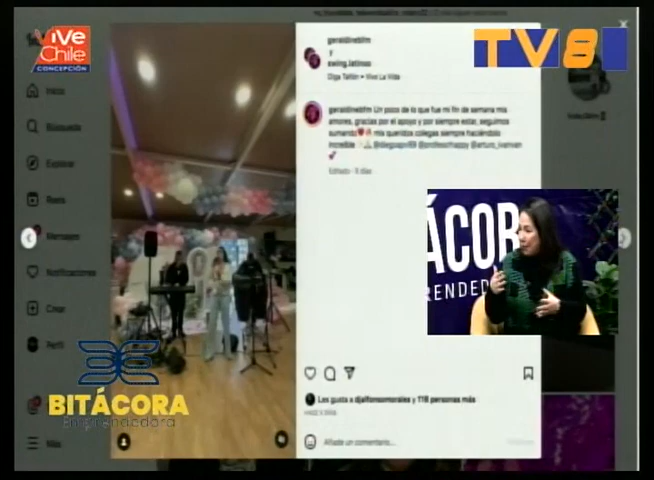 ViVe
Chile
CONCEPCIÓN
TV8
geraldinebfm
y
swing.latinos
Olga Tañón • Vive La Vida
geraldinebfm Un poco de lo que fue mi fin de semana mis
amores, gracias por el apoyo y por siempre estar, seguimos
sumando mis queridos colegas siempre haciéndolo
increíble
Editado
Inicio
Búsqueda
Explorar
Reels
Mensajes
Notificaciones
Crear
Perfil
Más
TÁCOR
RENDED
Les gusta a djalfonsomorales y 118 personas más
Añade un comentario...
BITÁCORA
Emprendedora